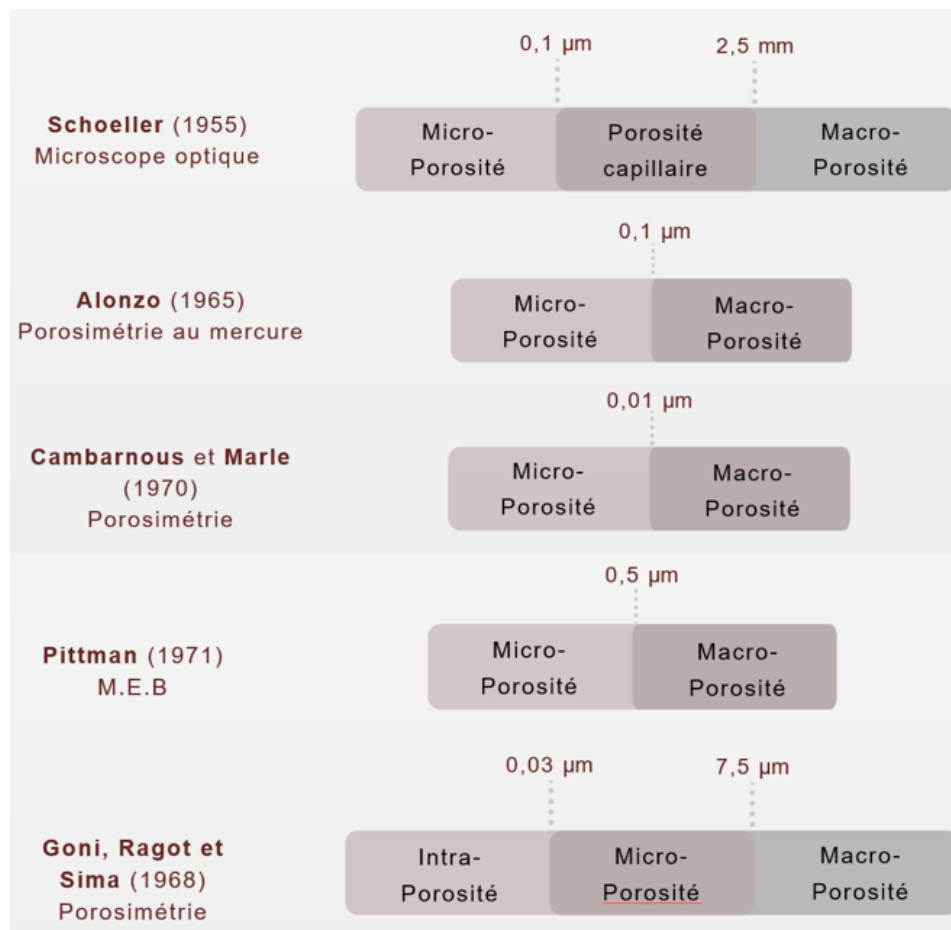 0,1 µm 2,5 mm
Schoeller (1955)
Microscope optique
Micro-
Porosité
Porosité
capillaire
Macro-
Porosité
0,1 µm
Alonzo (1965)
Porosimétrie au mercure
Micro-
Porosité
Macro-
Porosité
0,01 µm
Cambarnous et Marle
(1970)
Porosimétrie
Micro-
Porosité
Macro-
Porosité
0,5 µm
Pittman (1971)
M.E.B
Micro-
Porosité
Macro-
Porosité
0,03 µm 7,5 µm
Goni, Ragot et
Sima (1968)
Porosimétrie
Intra-
Porosité
Micro-
Porosité
Macro-
Porosité